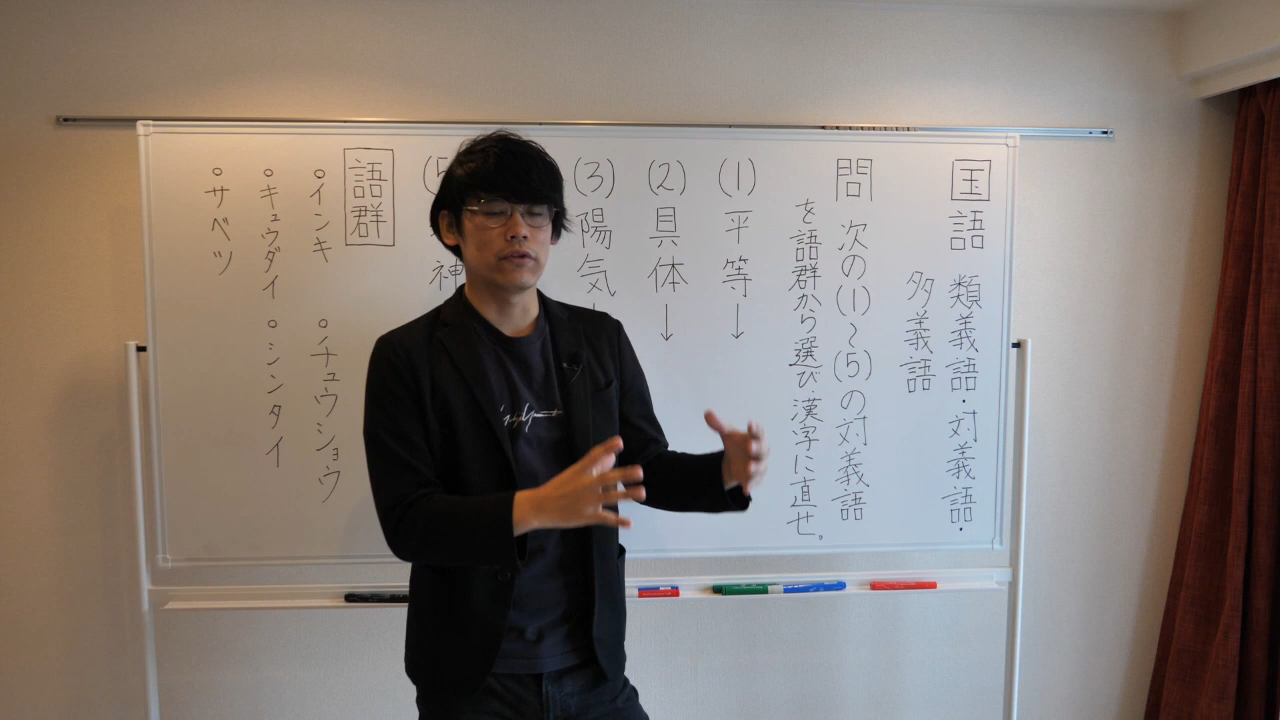 国語 類義語・対義語・
多義語
問 次の(1)〜(5)の対義語
を語群から選び、漢字に直せ。
(1) 平等→
(2) 具体→
(3) 陽気
神
語群
○インキ ○チュウショウ
○キュウダイ ○シンタイ
○サベツ